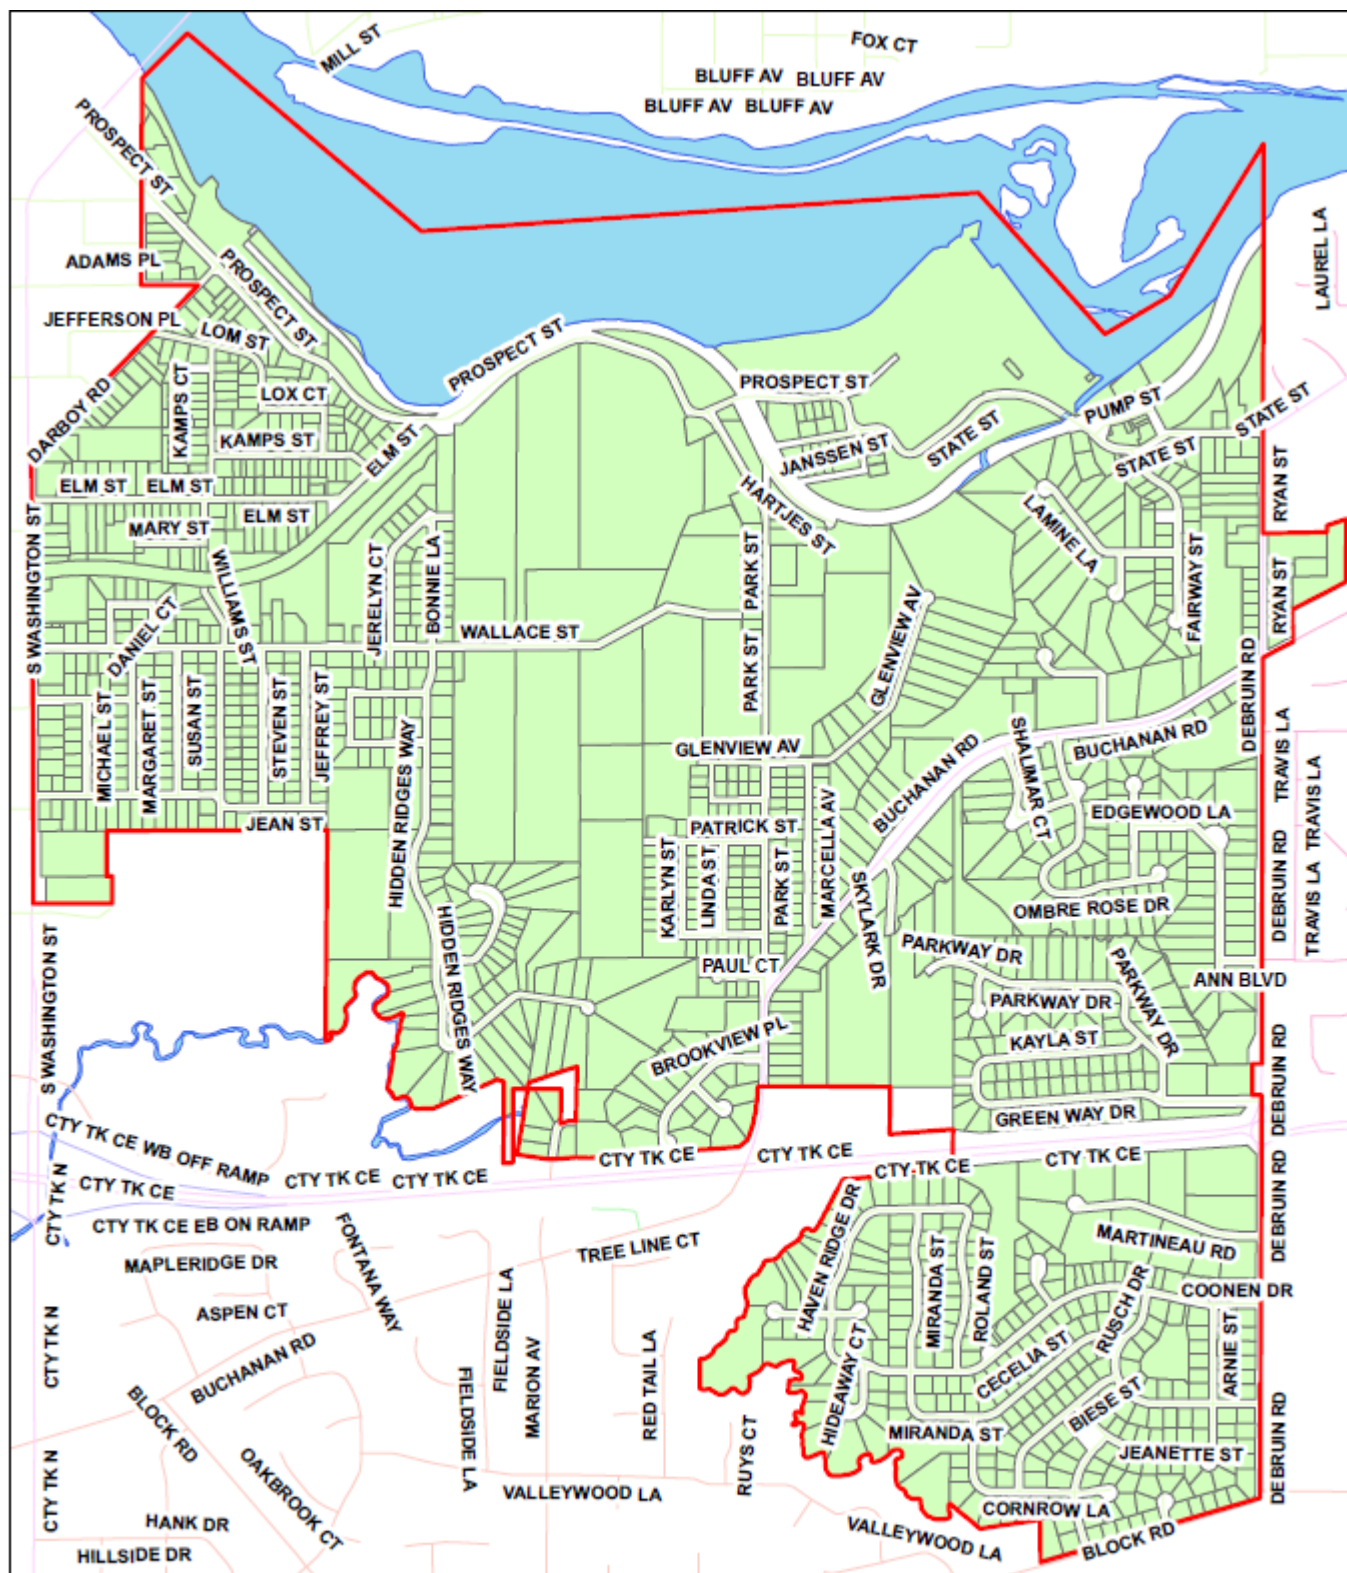 MILL ST
FOX CT
BLUFF AV BLUFF AV
BLUFF AV BLUFF AV
PROSPECT ST
LAUREL LA
ADAMS PL
PROSPECT ST
JEFFERSON PL
LOM ST
PROSPECT ST
PROSPECT ST
KAMPS CT
LOX CT
DARBOY RD
PUMP ST
STATE ST
KAMPS ST
ELM ST
JANSSEN ST
STATE ST
STATE ST
ELM ST
ELM ST
HARTJES ST
RYAN ST
MARY ST
ELM ST
LAMINE LA
S WASHINGTON ST
WILLIAMS ST
JERELYN CT
BONNIE LA
PARK ST
FAIRWAY ST
RYAN ST
DANIEL CT
WALLACE ST
GLENVIEW AV
PARK ST
MICHAEL ST
MARGARET ST
SUSAN ST
STEVEN ST
JEFFREY ST
HIDDEN RIDGES WAY
GLENVIEW AV
BUCHANAN RD
SHALIMAR CT
BUCHANAN RD
DEBRUIN RD
TRAVIS LA
TRAVIS LA
JEAN ST
PATRICK ST
MARCELLA AV
EDGEWOOD LA
KARLYN ST
LINDA ST
PARK ST
SKYLARK DR
OMBRE ROSE DR
DEBRUIN RD
TRAVIS LA
HIDDEN RIDGES WAY
PAUL CT
PARKWAY DR
PARKWAY DR
ANN BLVD
S WASHINGTON ST
PARKWAY DR
KAYLA ST
BROOKVIEW PL
DEBRUIN RD
GREEN WAY DR
CTY TK CE WB OFF RAMP
CTY TK CE
CTY TK CE
CTY TK CE
CTY TK CE
CTY TK CE
CTY TK CE
CTY TK CE
CTY TK N
CTY TK CE EB ON RAMP
FONTANA WAY
TREE LINE CT
HAVEN RIDGE DR
MIRANDA ST
ROLAND ST
MARTINEAU RD
DEBRUIN RD
MAPLERIDGE DR
COONEN DR
ASPEN CT
FIELDSIDE LA
RUSCH DR
CTY TK N
BUCHANAN RD
MARION AV
RED TAIL LA
HIDEAWAY CT
CECELIA ST
ARNIE ST
BLOCK RD
FIELDSIDE LA
BIESE ST
MIRANDA ST
JEANETTE ST
DEBRUIN RD
CTY TK N
OAKBROOK CT
RUYS CT
VALLEYWOOD LA
CORNROW LA
HANK DR
VALLEYWOOD LA
BLOCK RD
HILLSIDE DR